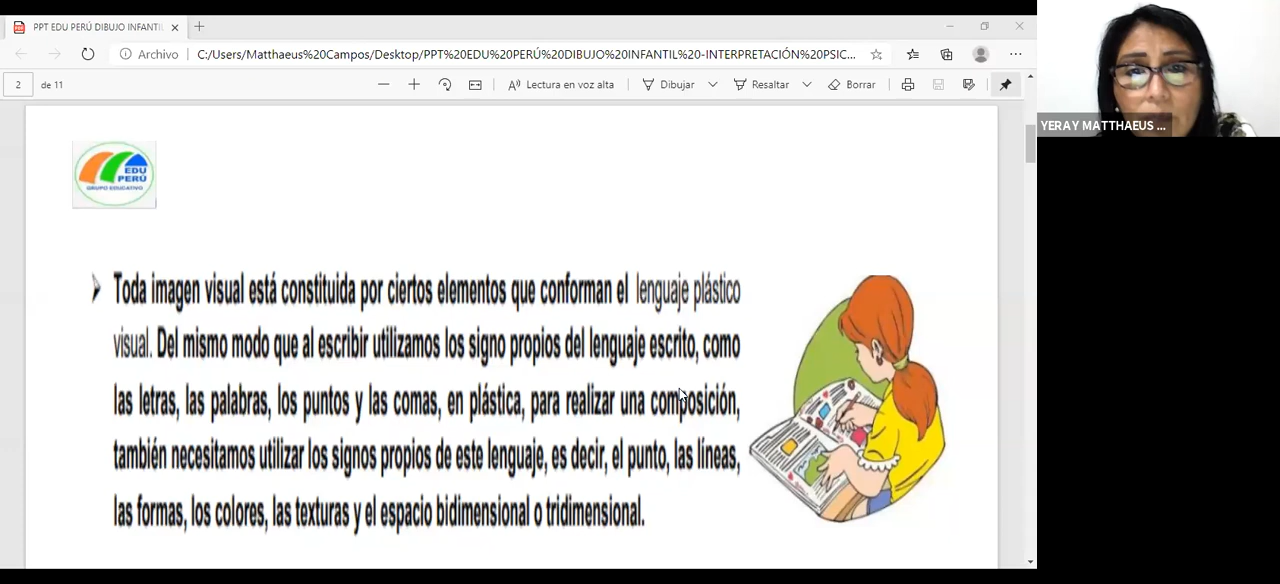 PPT EDU PERÚ DIBUJO INFANTI
Archivo
C:/Users/Matthaeus%20Campos/Desktop/PPT%20EDU%20PERÚ%20DIBUJO%20INFANTIL%20-INTERPRETACIÓN%20PSIC...
2 de 11
Lectura en voz alta
Dibujar
Resaltar
Borrar
YERAY MATTHAEUS ...
EDU
PERÚ
GRUPO EDUCATIVO
Toda imagen visual está constituida por ciertos elementos que conforman el lenguaje plástico
visual. Del mismo modo que al escribir utilizamos los signo propios del lenguaje escrito, como
las letras, las palabras, los puntos y las comas, en plástica, para realizar una composición,
también necesitamos utilizar los signos propios de este lenguaje, es decir, el punto, las líneas,
las formas, los colores, las texturas y el espacio bidimensional o tridimensional.